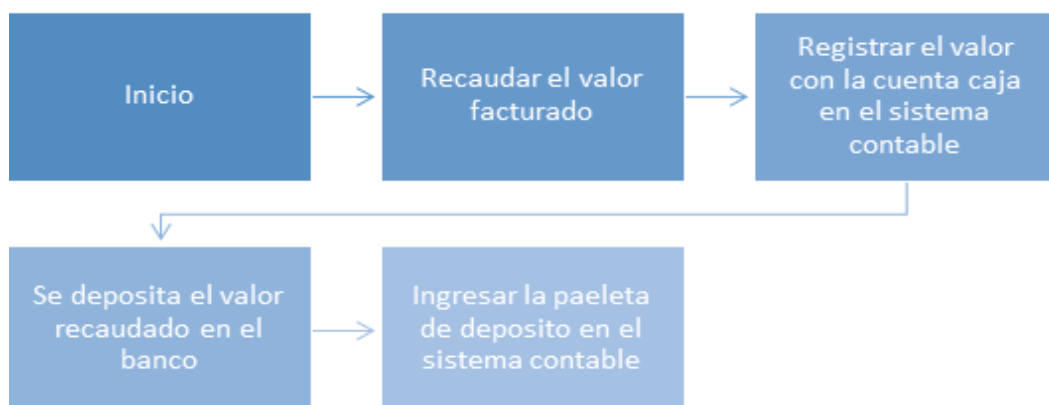 Inicio
Recaudar el valor
facturado
Registrar el valor
con la cuenta caja
en el sistema
contable
Se deposita el valor
recaudado en el
banco
Ingresar la paeleta
de deposito en el
sistema contable